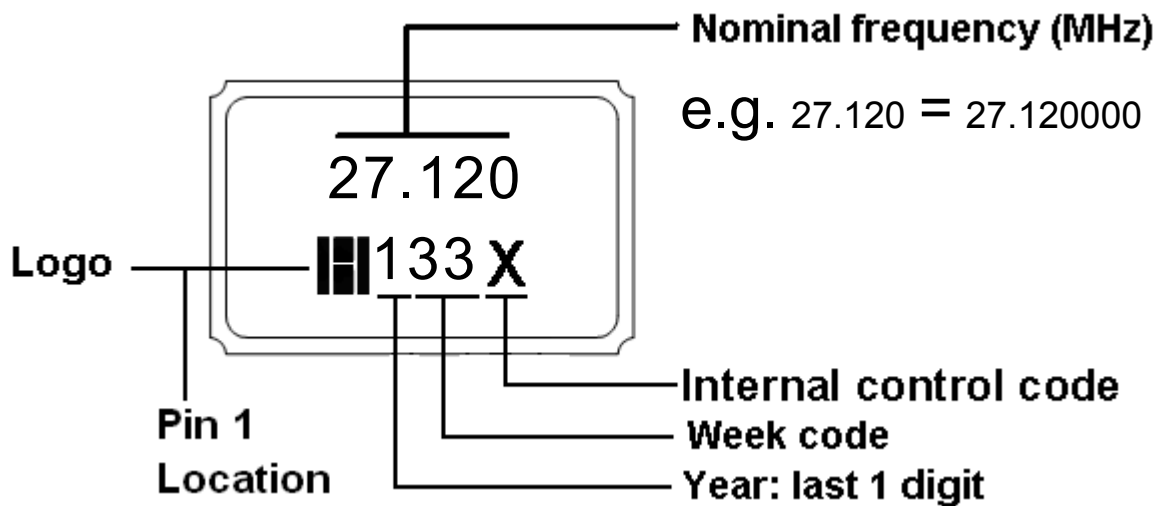 Nominal frequency (MHz)
e.g. 27.120 = 27.120000
27.120
133 X
Logo
Internal control code
Pin 1
Location
Week code
Year: last 1 digit